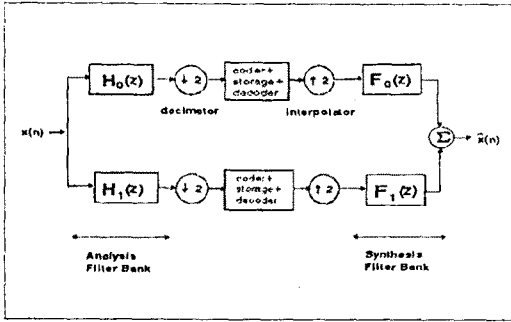 H₀(z) ↓ 2 coder+ storage+ decoder ↑ 2 F₀(z)
decimator interpolator
x(n) Σ x̂(n)
H₁(z) ↓ 2 coder+ storage+ decoder ↑ 2 F₁(z)
Analysis Filter Bank
Synthesis Filter Bank